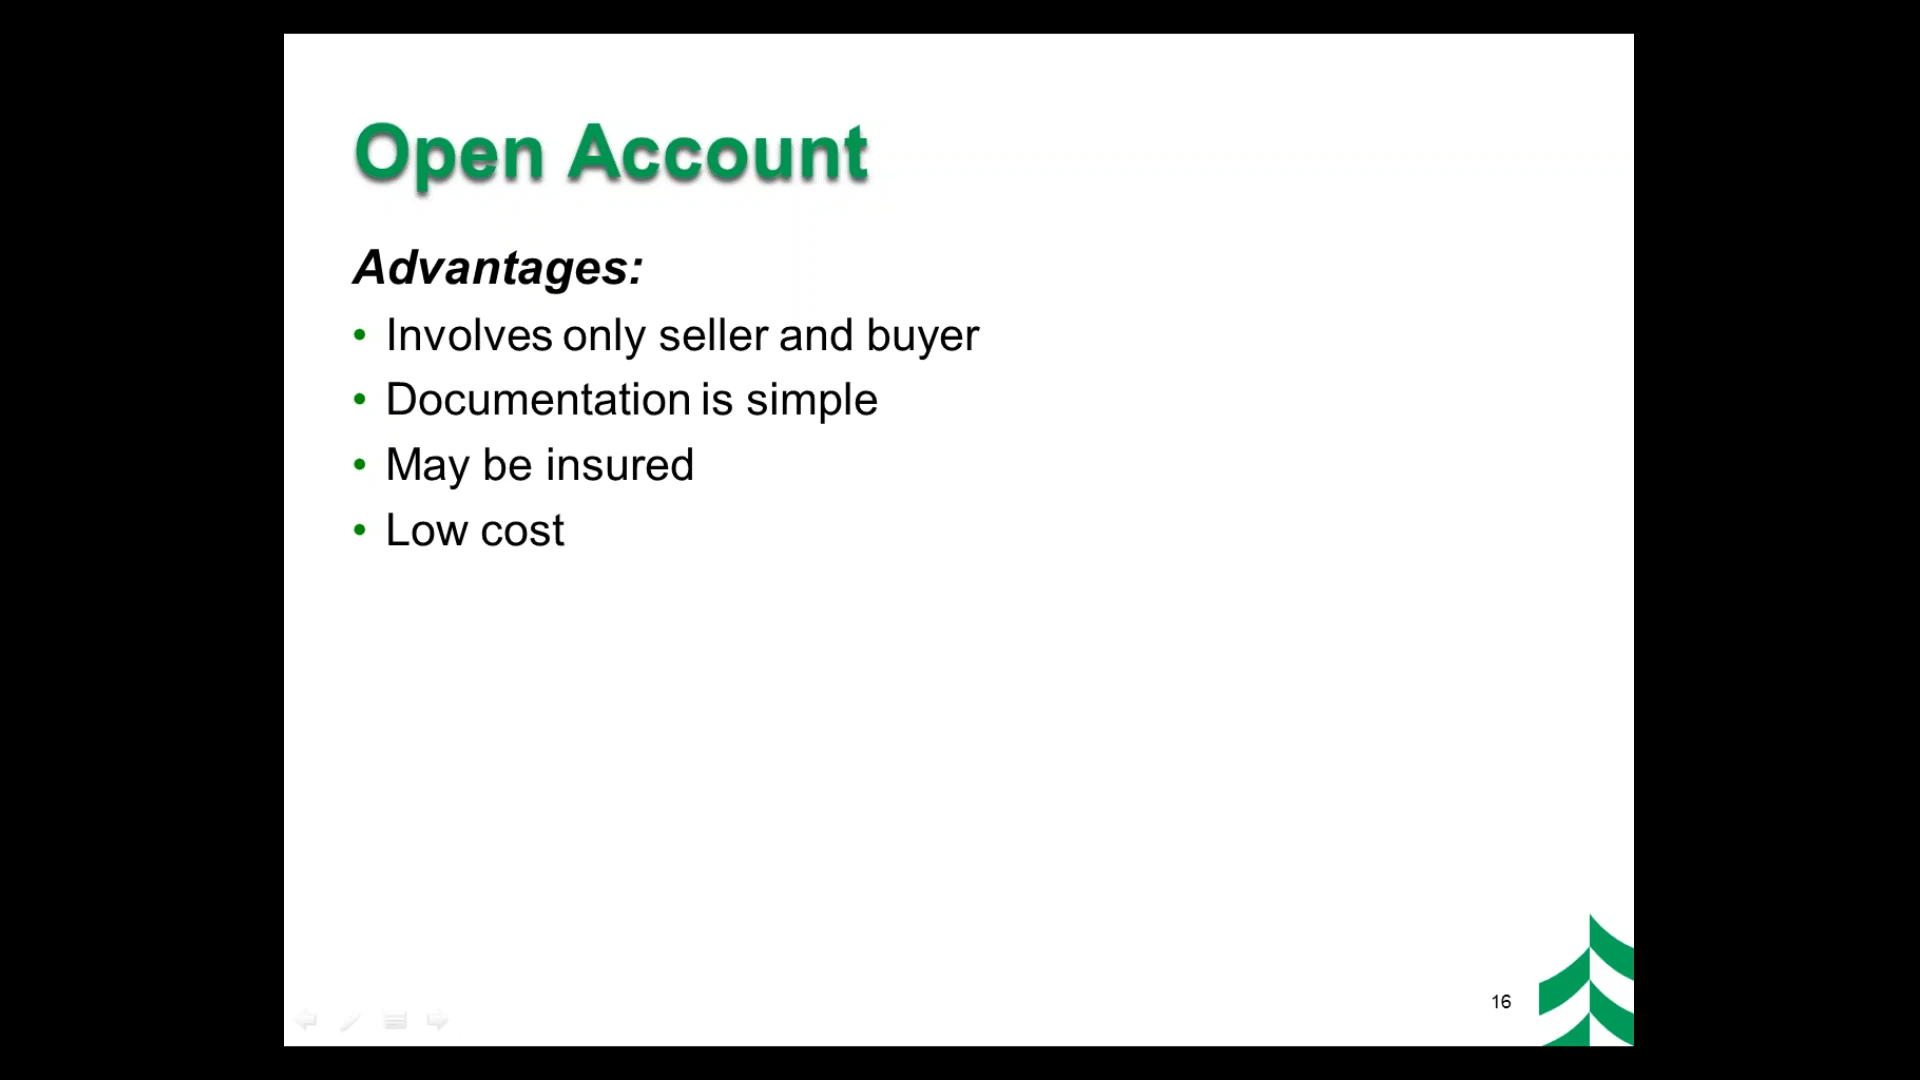 Open Account
Advantages:
• Involves only seller and buyer
• Documentation is simple
• May be insured
• Low cost
16